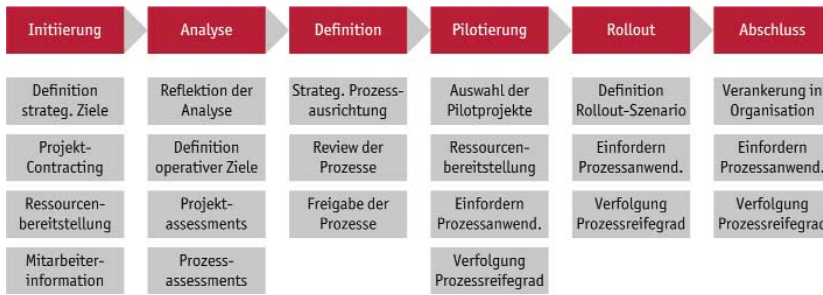 Initiierung
Analyse
Definition
Pilotierung
Rollout
Abschluss
Definition
strateg. Ziele
Projekt-
Contracting
Ressourcen-
bereitstellung
Mitarbeiter-
information
Reflektion der
Analyse
Definition
operativer Ziele
Projekt-
assessments
Prozess-
assessments
Strateg. Prozess-
ausrichtung
Review der
Prozesse
Freigabe der
Prozesse
Auswahl der
Pilotprojekte
Ressourcen-
bereitstellung
Einfordern
Prozessanwend.
Verfolgung
Prozessreifegrad
Definition
Rollout-Szenario
Einfordern
Prozessanwend.
Verfolgung
Prozessreifegrad
Verankerung in
Organisation
Einfordern
Prozessanwend.
Verfolgung
Prozessreifegrad